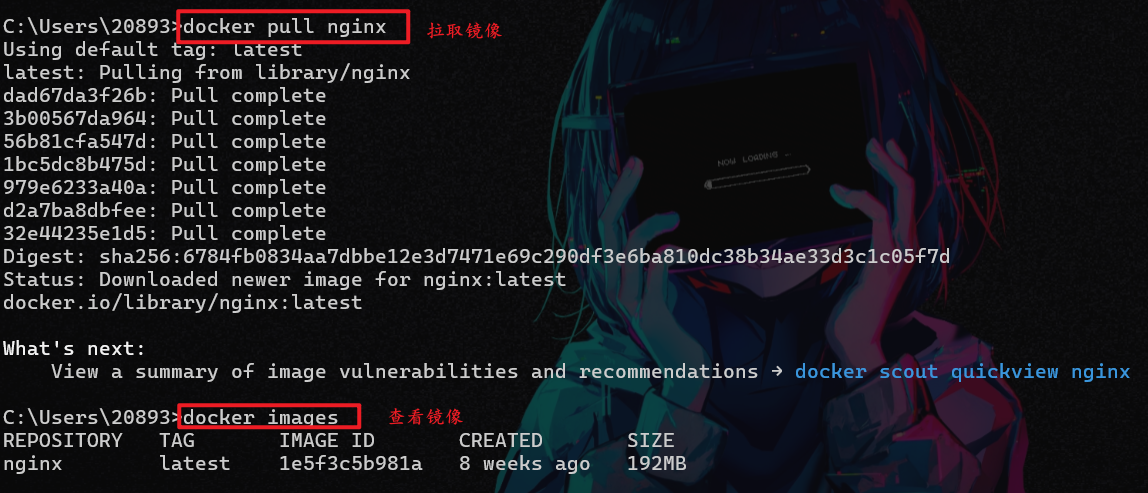 C:\Users\20893>docker pull nginx 拉取镜像
Using default tag: latest
latest: Pulling from library/nginx
dad67da3f26b: Pull complete
3b00567da964: Pull complete
56b81cfa547d: Pull complete
1bc5dc8b475d: Pull complete
979e6233a40a: Pull complete
d2a7ba8dbfee: Pull complete
32e44235e1d5: Pull complete
Digest: sha256:6784fb0834aa7dbbe12e3d7471e69c290df3e6ba810dc38b34ae33d3c1c05f7d
Status: Downloaded newer image for nginx:latest
docker.io/library/nginx:latest
NOW LOADING …
What's next:
    View a summary of image vulnerabilities and recommendations → docker scout quickview nginx
C:\Users\20893>docker images 查看镜像
REPOSITORY   TAG       IMAGE ID       CREATED       SIZE
nginx        latest    1e5f3c5b981a   8 weeks ago   192MB